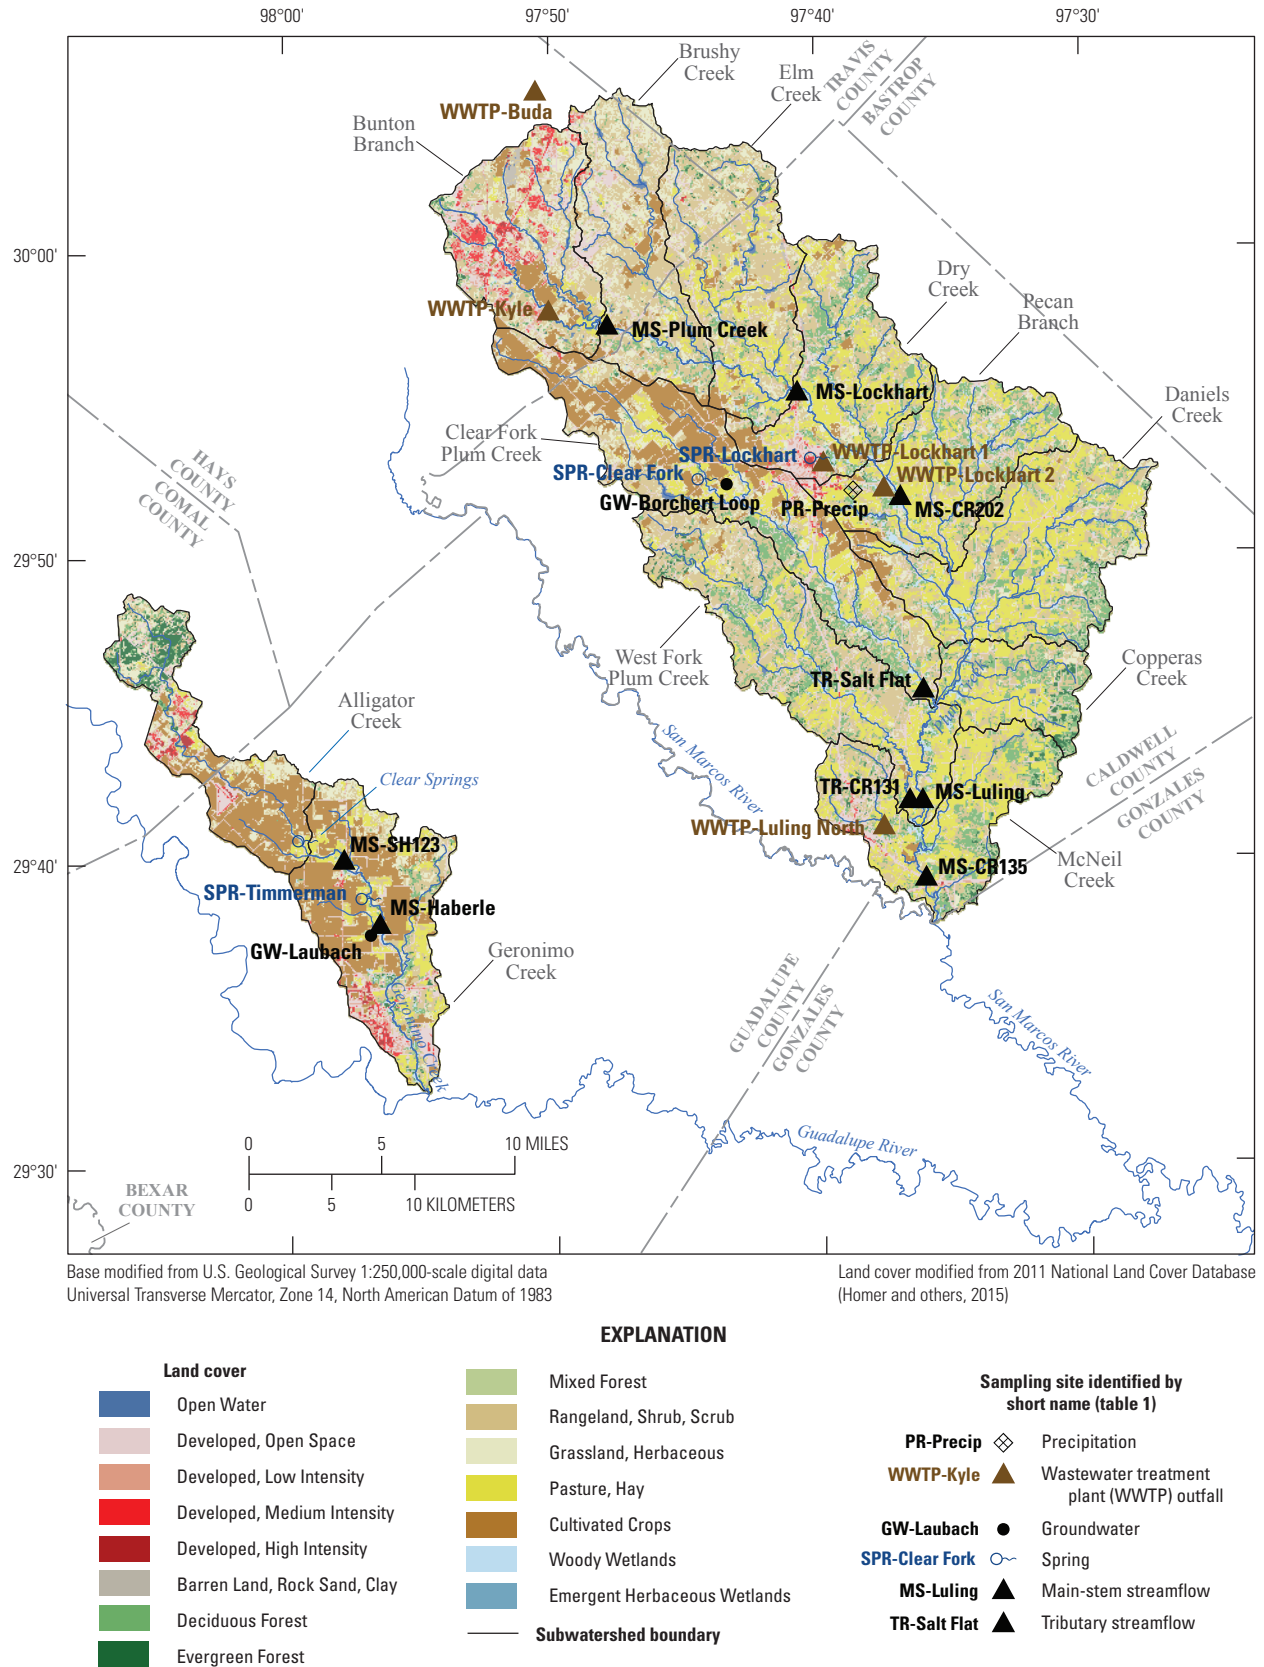 98°00'
97°50'
97°40'
97°30'
Brushy
Creek
Elm
Creek
TRAVIS
COUNTY
BASTROP
COUNTY
WWTP-Buda
Bunton
Branch
30°00'
Dry
Creek
Pecan
Branch
WWTP-Kyle
MS-Plum Creek
MS-Lockhart
Daniels
Creek
Clear Fork
Plum Creek
HAYS
COUNTY
COMAL
COUNTY
SPR-Lockhart
WWTP-Lockhart 1
SPR-Clear Fork
WWTP-Lockhart 2
GW-Borchert Loop
PR-Precip
MS-CR202
29°50'
West Fork
Plum Creek
Copperas
Creek
TR-Salt Flat
Plum Creek
Alligator
Creek
San Marcos
River
CALDWELL
COUNTY
GONZALES
COUNTY
Clear Springs
TR-CR131
MS-Luling
WWTP-Luling North
MS-SH123
29°40'
MS-CR135
McNeil
Creek
SPR-Timmerman
MS-Haberle
GW-Laubach
Geronimo
Creek
Geronimo Creek
GUADALUPE
COUNTY
GONZALES
COUNTY
San Marcos
River
0 5 10 MILES
Guadalupe River
29°30'
0 5 10 KILOMETERS
BEXAR
COUNTY
Base modified from U.S. Geological Survey 1:250,000-scale digital data
Universal Transverse Mercator, Zone 14, North American Datum of 1983
Land cover modified from 2011 National Land Cover Database
(Homer and others, 2015)
EXPLANATION
Land cover
Open Water
Developed, Open Space
Developed, Low Intensity
Developed, Medium Intensity
Developed, High Intensity
Barren Land, Rock Sand, Clay
Deciduous Forest
Evergreen Forest
Mixed Forest
Rangeland, Shrub, Scrub
Grassland, Herbaceous
Pasture, Hay
Cultivated Crops
Woody Wetlands
Emergent Herbaceous Wetlands
Subwatershed boundary
Sampling site identified by
short name (table 1)
PR-Precip Precipitation
WWTP-Kyle Wastewater treatment
plant (WWTP) outfall
GW-Laubach Groundwater
SPR-Clear Fork Spring
MS-Luling Main-stem streamflow
TR-Salt Flat Tributary streamflow